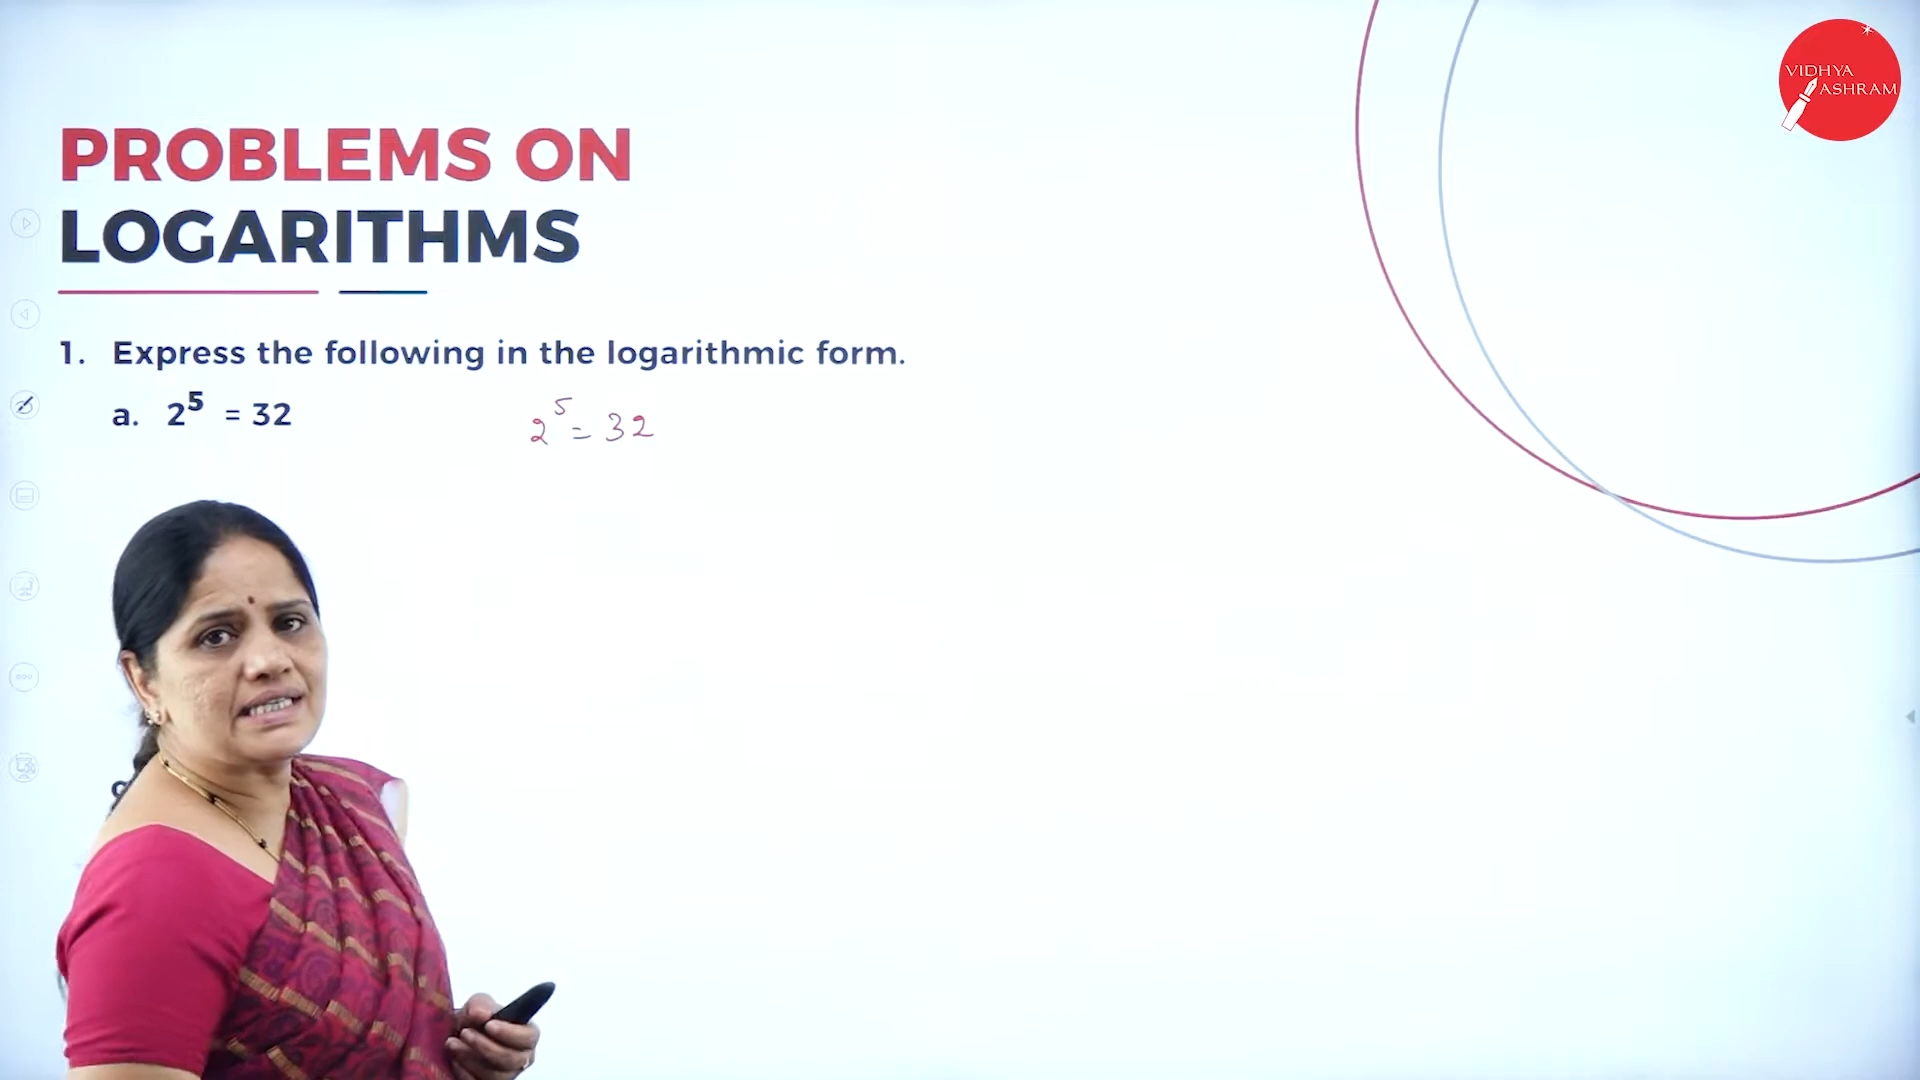 VIDHYA
ASHRAM
PROBLEMS ON
LOGARITHMS
1. Express the following in the logarithmic form.
a. 2⁵ = 32
2⁵ = 32